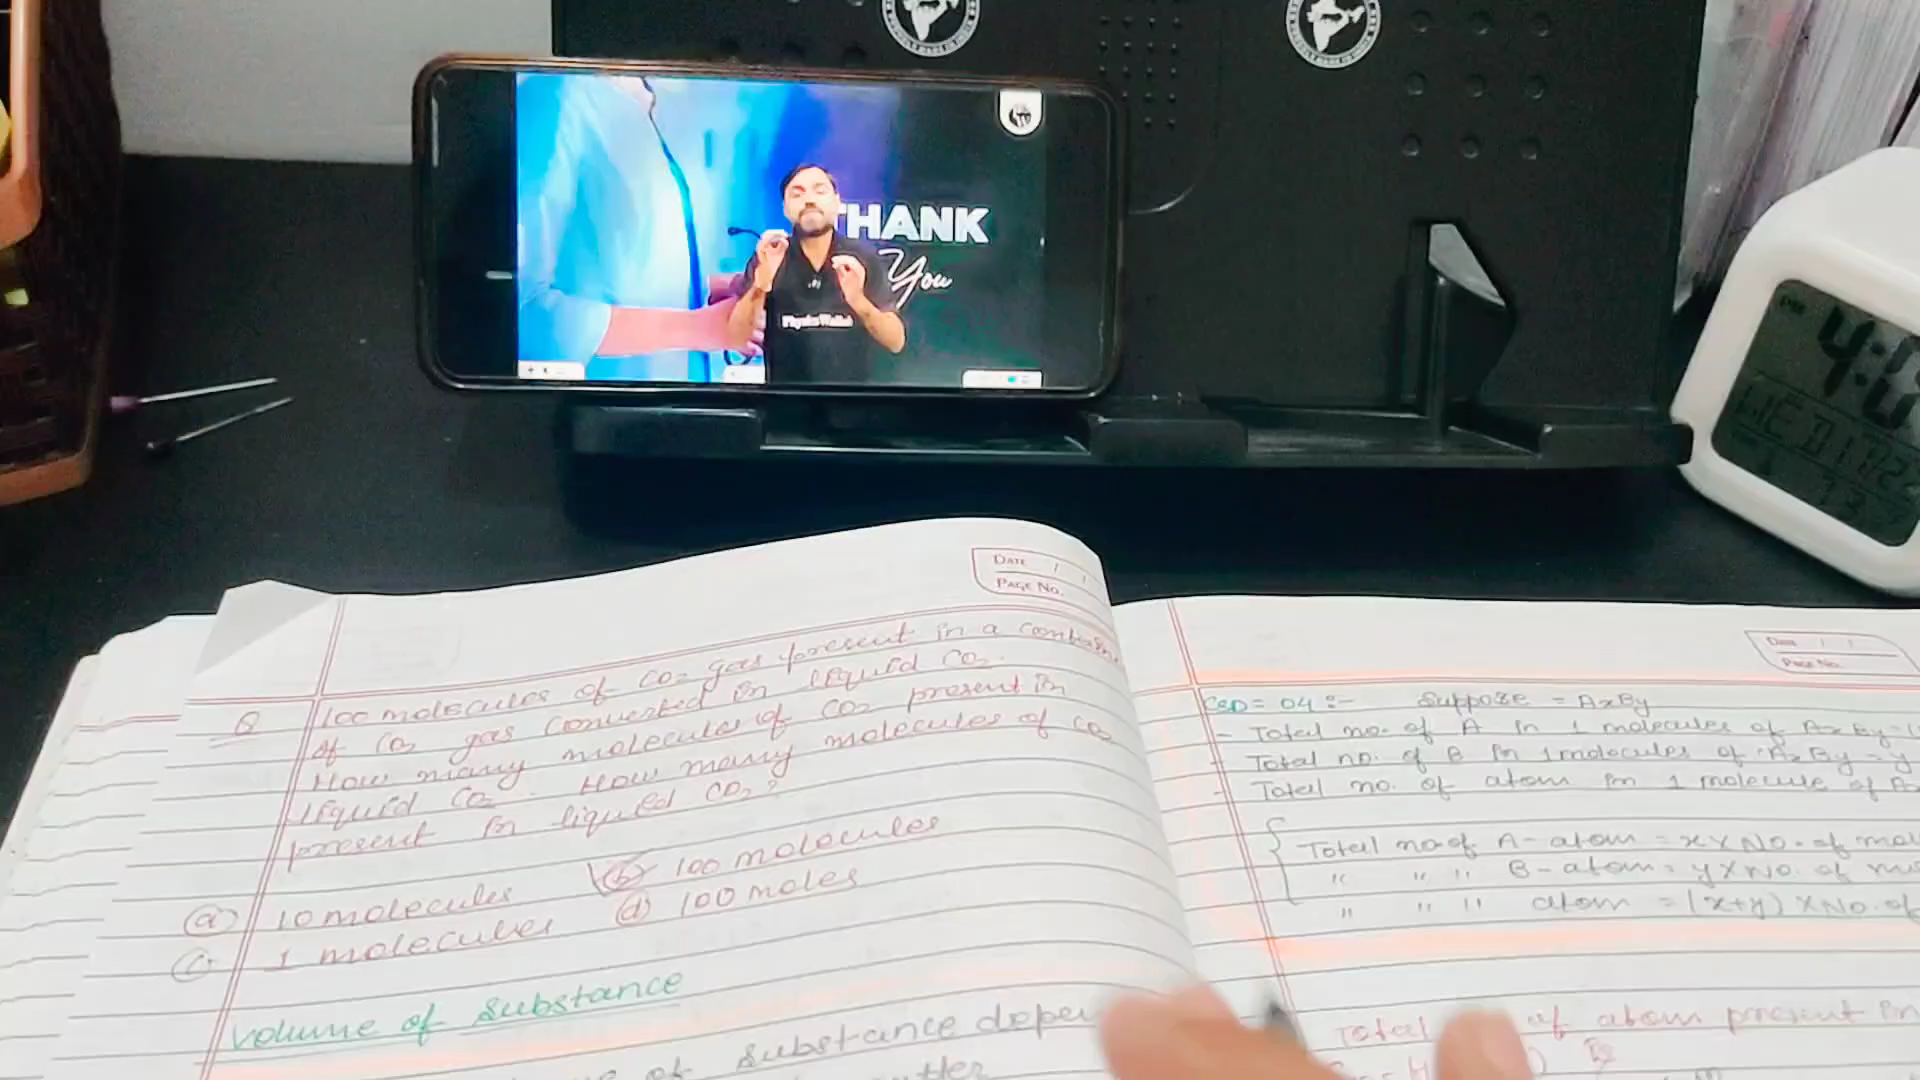 THANK
You
Physics Wallah
4:0
WED
DATE / /
PAGE NO.
Q 100 molecules of CO2 gas present in a
of CO2 gas converted in liquid CO2.
How many molecules of CO2 present in
liquid CO2. How many molecules of CO2
present in liquid CO2?
(a) 10 molecules (b) 100 molecules
(c) 1 molecules (d) 100 moles
Volume of substance
of substance depen
Date / /
Page No.
= 04 :- Suppose = AxBy
- Total no. of A in 1 molecules of AxBy =
- Total no. of B in 1 molecules of AxBy = y
- Total no. of atom in 1 molecule of
Total no of A-atom = x x No. of mol
" " " B-atom = y x No. of
" " " atom = (x+y) x No. of
Total of atom present in